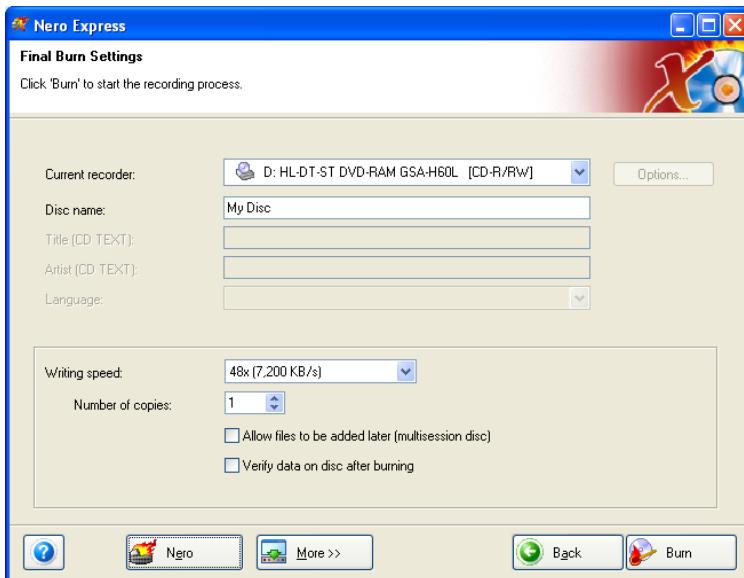 Nero Express
Final Burn Settings
Click 'Burn' to start the recording process.
Current recorder: D: HL-DT-ST DVD-RAM GSA-H60L [CD-R/RW] Options...
Disc name: My Disc
Title (CD TEXT):
Artist (CD TEXT):
Language:
Writing speed: 48x (7,200 KB/s)
Number of copies: 1
Allow files to be added later (multisession disc)
Verify data on disc after burning
Nero More >> Back Burn